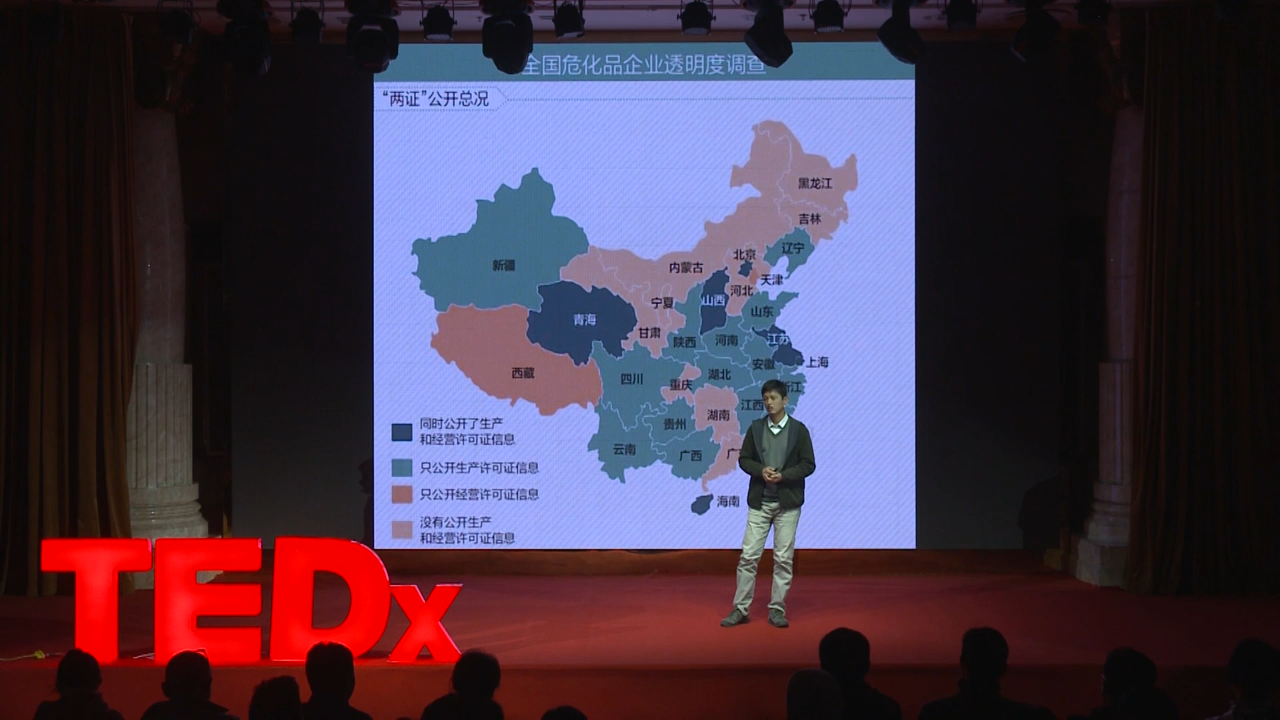 全国危化品企业透明度调查
“两证”公开总况
黑龙江
吉林
辽宁
北京
内蒙古
新疆
天津
河北
宁夏
山西
山东
青海
甘肃
陕西
河南
江苏
上海
安徽
西藏
四川
重庆
湖北
浙江
江西
湖南
贵州
云南
广西
广
海南
同时公开了生产
和经营许可证信息
只公开生产许可证信息
只公开经营许可证信息
没有公开生产
和经营许可证信息
TEDx